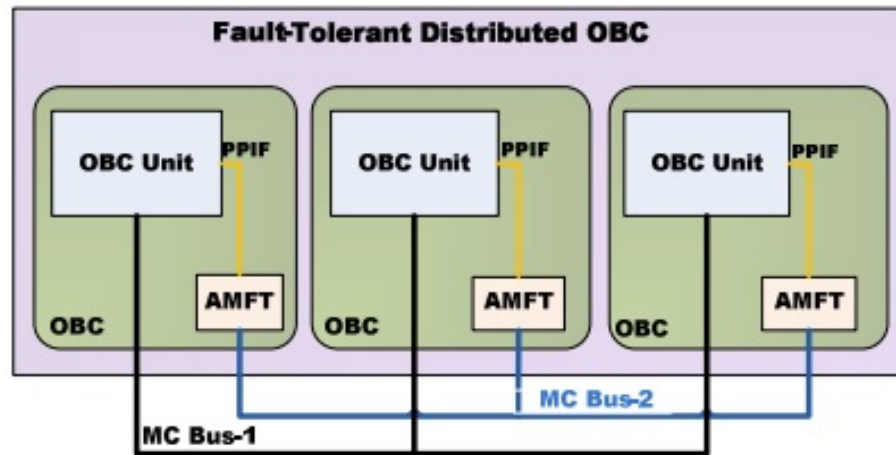 Fault-Tolerant Distributed OBC
OBC Unit
PPIF
AMFT
OBC
OBC Unit
PPIF
AMFT
OBC
OBC Unit
PPIF
AMFT
OBC
MC Bus-2
MC Bus-1